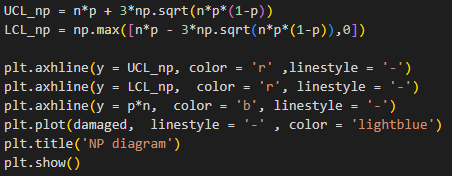 UCL_np = n*p + 3*np.sqrt(n*p*(1-p))
LCL_np = np.max([n*p - 3*np.sqrt(n*p*(1-p)),0])
plt.axhline(y = UCL_np, color = 'r' ,linestyle = '-')
plt.axhline(y = LCL_np,  color = 'r', linestyle = '-')
plt.axhline(y = p*n,  color = 'b', linestyle = '-')
plt.plot(damaged,  linestyle = '-' , color = 'lightblue')
plt.title('NP diagram')
plt.show()